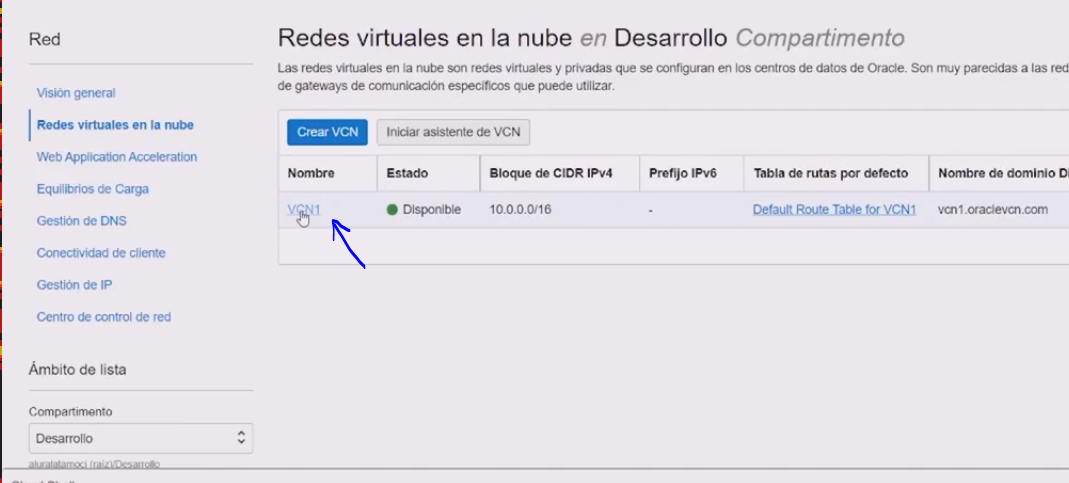 Red
Visión general
Redes virtuales en la nube
Web Application Acceleration
Equilibrios de Carga
Gestión de DNS
Conectividad de cliente
Gestión de IP
Centro de control de red
Ámbito de lista
Compartimento
Desarrollo
aluralatamoci (raíz)/Desarrollo
Redes virtuales en la nube en Desarrollo Compartimento
Las redes virtuales en la nube son redes virtuales y privadas que se configuran en los centros de datos de Oracle. Son muy parecidas a las red
de gateways de comunicación específicos que puede utilizar.
Crear VCN Iniciar asistente de VCN
Nombre Estado Bloque de CIDR IPv4 Prefijo IPv6 Tabla de rutas por defecto Nombre de dominio D
VCN1 Disponible 10.0.0.0/16 - Default Route Table for VCN1 vcn1.oraclevcn.com